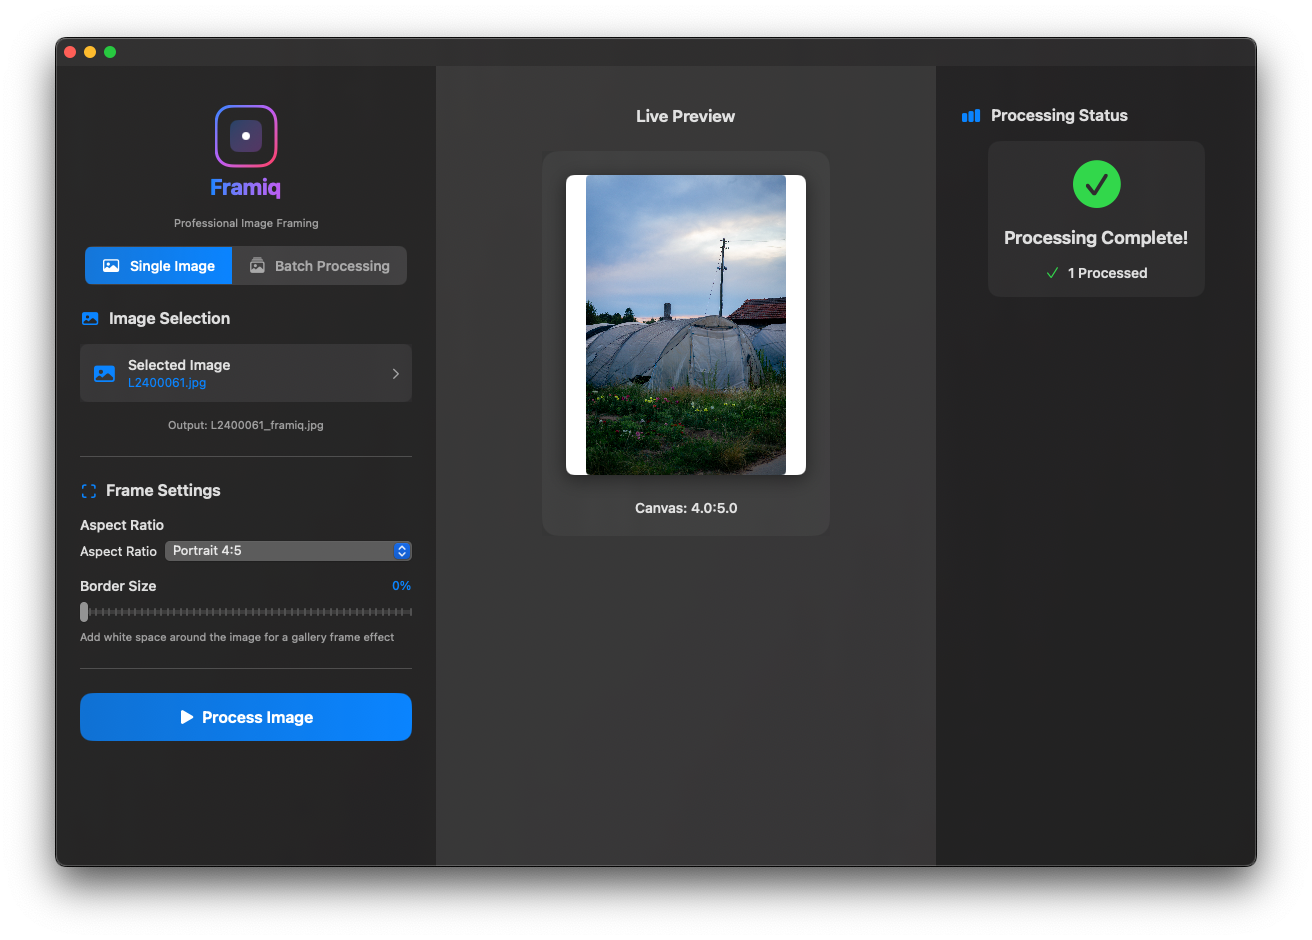 Framiq
Professional Image Framing
Single Image
Batch Processing
Image Selection
Selected Image
L2400061.jpg
Output: L2400061_framiq.jpg
Frame Settings
Aspect Ratio
Aspect Ratio Portrait 4:5
Border Size 0%
Add white space around the image for a gallery frame effect
Process Image
Live Preview
Canvas: 4.0:5.0
Processing Status
Processing Complete!
1 Processed